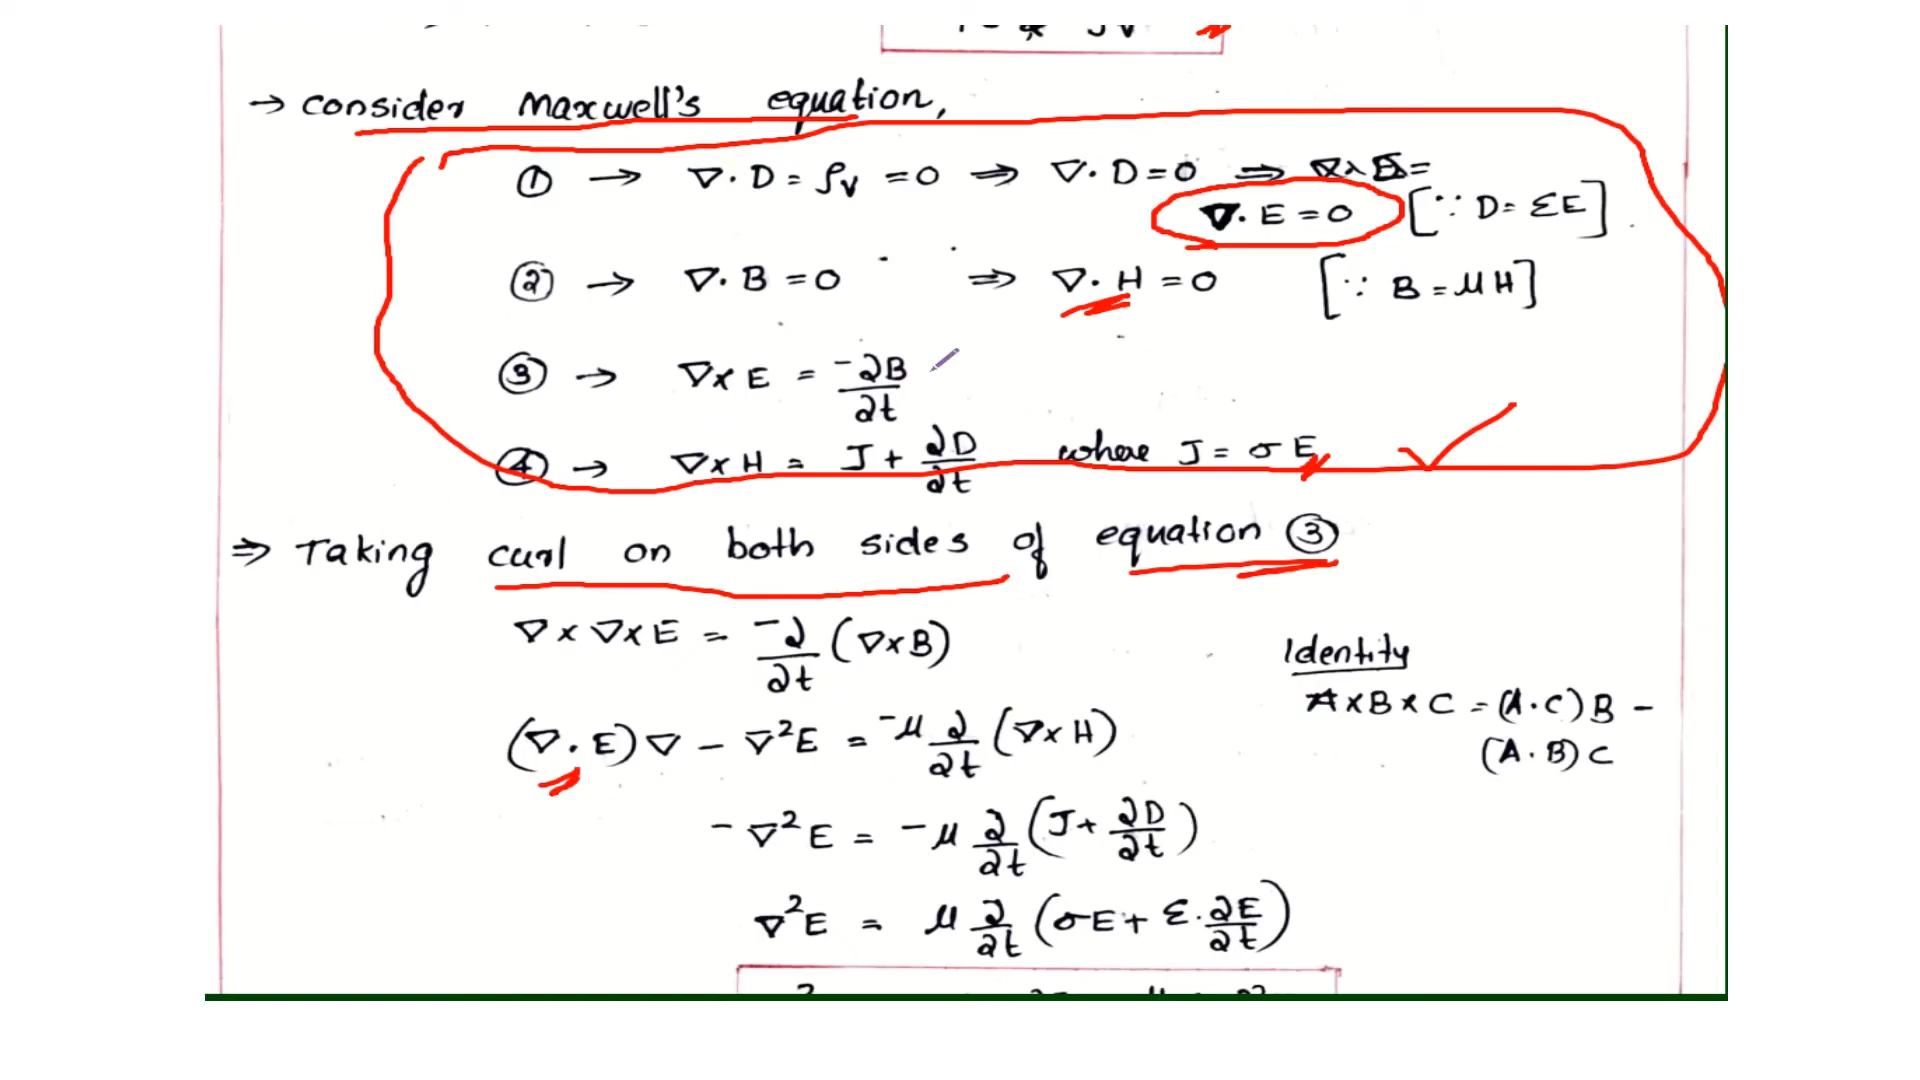 → consider Maxwell's equation,
① → ∇·D = ρv = 0 ⇒ ∇·D = 0 ⇒
∇·E = 0 [∵ D = εE]
② → ∇·B = 0 ⇒ ∇·H = 0 [∵ B = μH]
③ → ∇×E = -∂B/∂t
④ → ∇×H = J + ∂D/∂t where J = σE
⇒ Taking curl on both sides of equation ③
∇×∇×E = -∂/∂t (∇×B)
Identity
A×B×C = (A·C)B -
(A·B)C
(∇·E)∇ - ∇²E = -μ ∂/∂t (∇×H)
-∇²E = -μ ∂/∂t (J + ∂D/∂t)
∇²E = μ ∂/∂t (σE + ε·∂E/∂t)